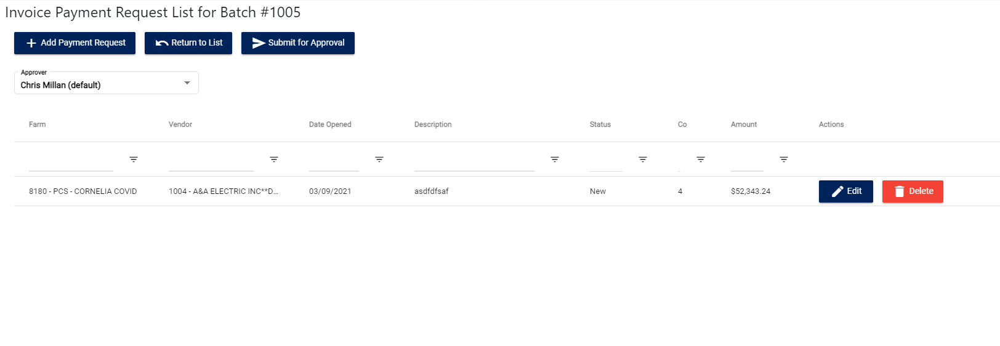 Invoice Payment Request List for Batch #1005
Add Payment Request Return to List Submit for Approval
Approver
Chris Millan (default)
Farm Vendor Date Opened Description Status Co Amount Actions
8180 - PCS - CORNELIA COVID 1004 - A&A ELECTRIC INC**D... 03/09/2021 asdfdfsaf New 4 $52,343.24 Edit Delete